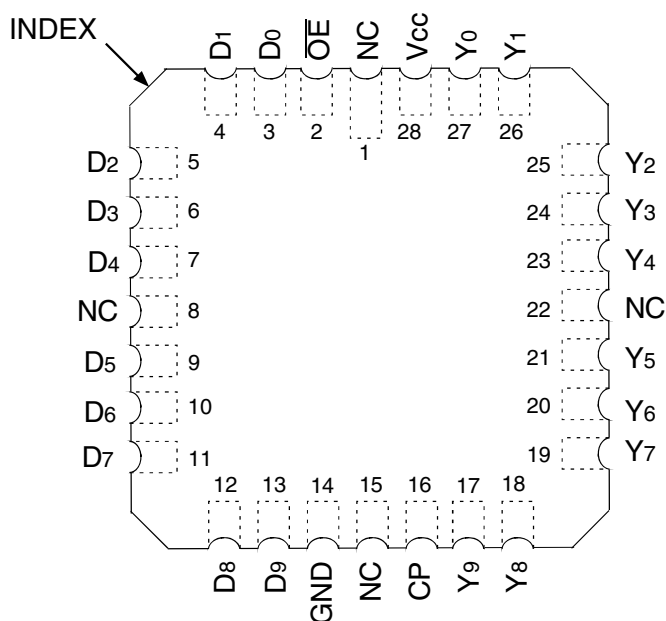 INDEX
D1 D0 O̅E̅ NC Vcc Y0 Y1
4 3 2 1 28 27 26
D2 5 25 Y2
D3 6 24 Y3
D4 7 23 Y4
NC 8 22 NC
D5 9 21 Y5
D6 10 20 Y6
D7 11 19 Y7
12 13 14 15 16 17 18
D8 D9 GND NC CP Y9 Y8